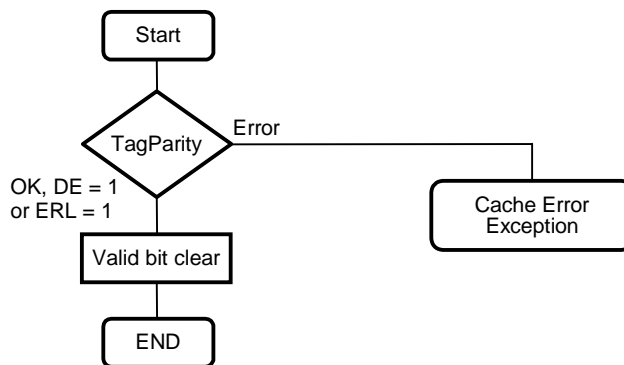 Start
TagParity
Error
OK, DE = 1
or ERL = 1
Cache Error
Exception
Valid bit clear
END